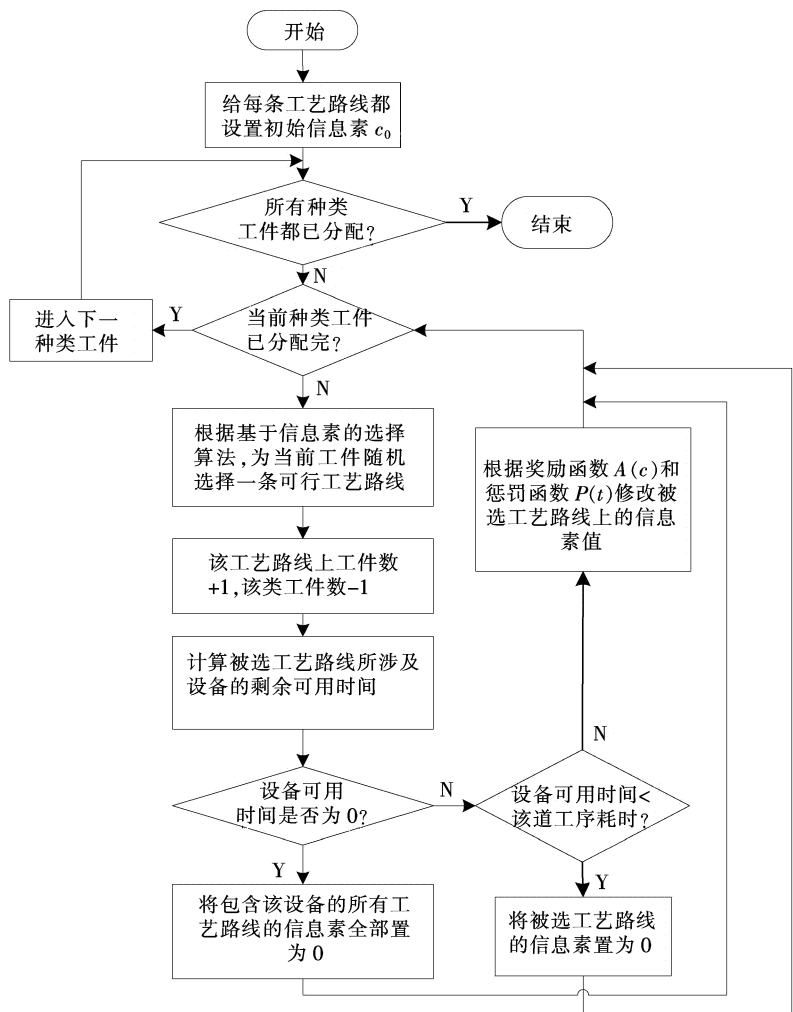 开始
给每条工艺路线都
设置初始信息素 c₀
所有种类
工件都已分配?
Y
结束
N
当前种类工件
已分配完?
Y
进入下一
种类工件
N
根据基于信息素的选择
算法,为当前工件随机
选择一条可行工艺路线
根据奖励函数 A(c)和
惩罚函数 P(t)修改被
选工艺路线上的信息
素值
该工艺路线上工件数
+1,该类工件数-1
计算被选工艺路线所涉及
设备的剩余可用时间
N
设备可用
时间是否为 0?
N
设备可用时间<
该道工序耗时?
Y
Y
将包含该设备的所有工
艺路线的信息素全部置
为 0
将被选工艺路线
的信息素置为 0